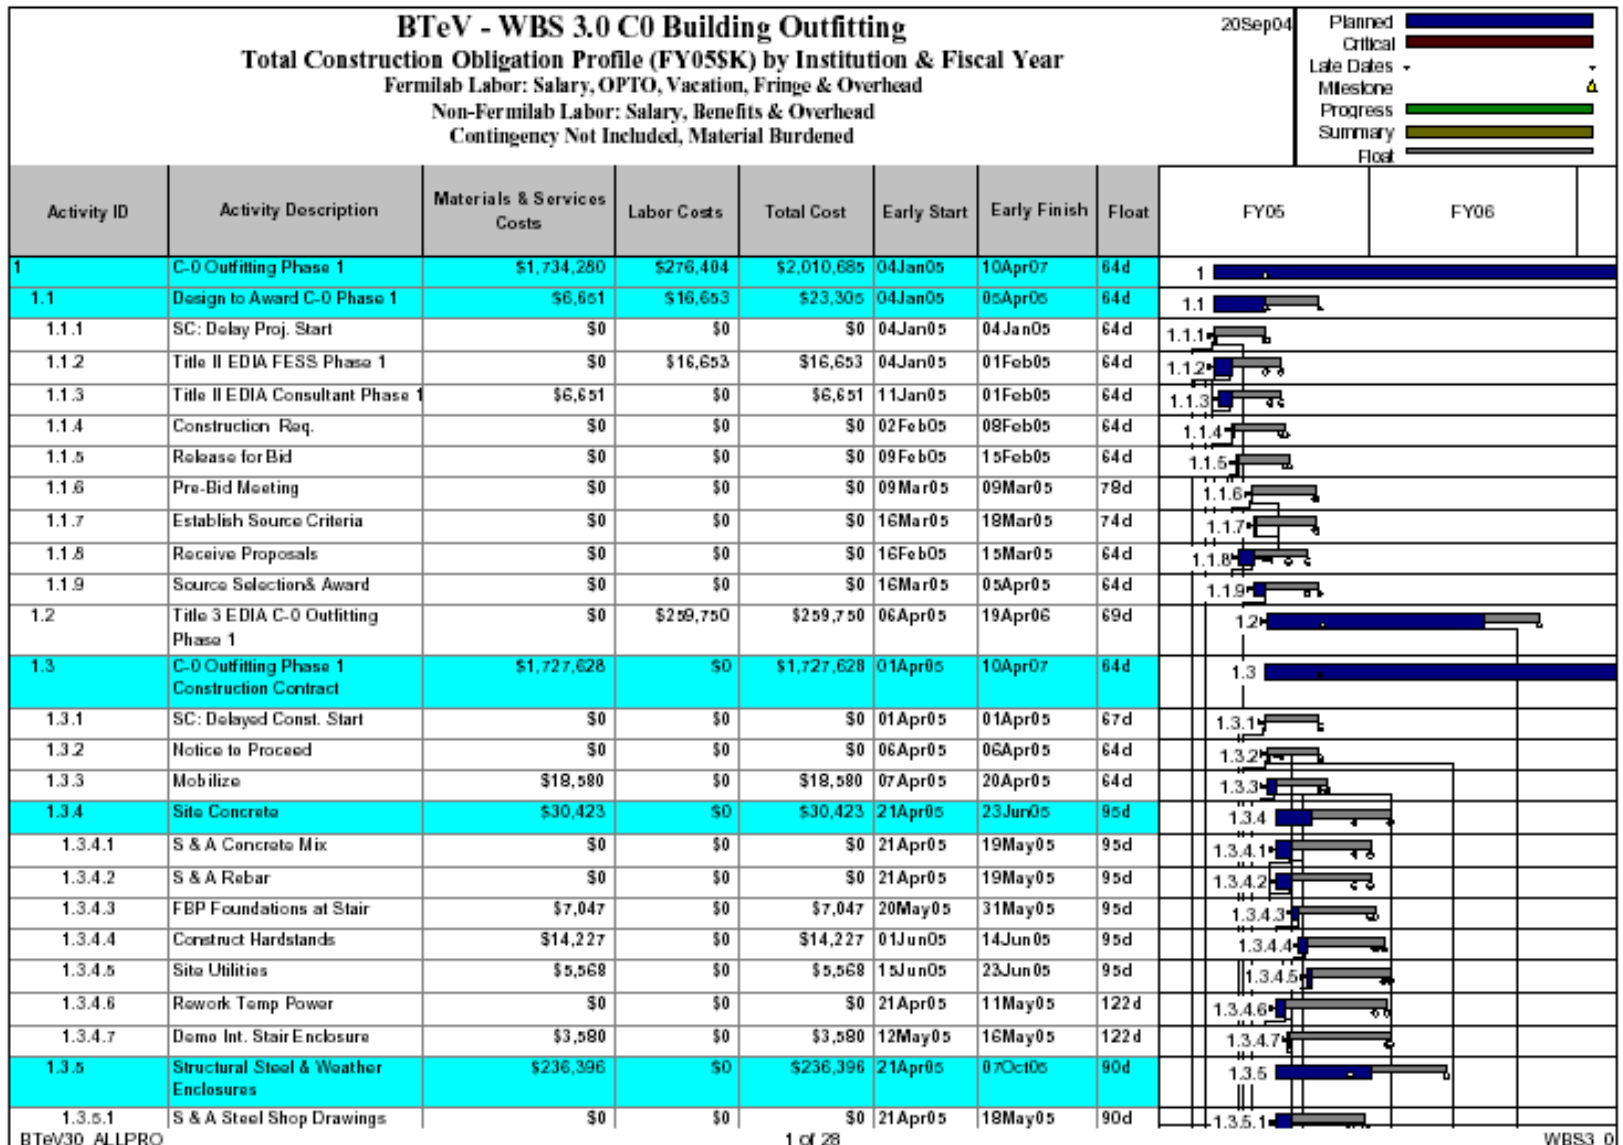 BTeV - WBS 3.0 C0 Building Outfitting
Total Construction Obligation Profile (FY05$K) by Institution & Fiscal Year
Fermilab Labor: Salary, OPTO, Vacation, Fringe & Overhead
Non-Fermilab Labor: Salary, Benefits & Overhead
Contingency Not Included, Material Burdened
20Sep04
Planned
Critical
Late Dates
Milestone
Progress
Summary
Float
Activity ID Activity Description Materials & Services Costs Labor Costs Total Cost Early Start Early Finish Float FY05 FY06
1 C-0 Outfitting Phase 1 $1,734,280 $276,404 $2,010,685 04Jan05 10Apr07 64d 1
1.1 Design to Award C-0 Phase 1 $6,651 $16,653 $23,305 04Jan05 05Apr05 64d 1.1
1.1.1 SC: Delay Proj. Start $0 $0 $0 04Jan05 04Jan05 64d 1.1.1
1.1.2 Title II EDIA FESS Phase 1 $0 $16,653 $16,653 04Jan05 01Feb05 64d 1.1.2
1.1.3 Title II EDIA Consultant Phase 1 $6,651 $0 $6,651 11Jan05 01Feb05 64d 1.1.3
1.1.4 Construction Req. $0 $0 $0 02Feb05 08Feb05 64d 1.1.4
1.1.5 Release for Bid $0 $0 $0 09Feb05 15Feb05 64d 1.1.5
1.1.6 Pre-Bid Meeting $0 $0 $0 09Mar05 09Mar05 78d 1.1.6
1.1.7 Establish Source Criteria $0 $0 $0 16Mar05 18Mar05 74d 1.1.7
1.1.8 Receive Proposals $0 $0 $0 16Feb05 15Mar05 64d 1.1.8
1.1.9 Source Selection& Award $0 $0 $0 16Mar05 05Apr05 64d 1.1.9
1.2 Title 3 EDIA C-0 Outfitting Phase 1 $0 $259,750 $259,750 06Apr05 19Apr06 69d 1.2
1.3 C-0 Outfitting Phase 1 Construction Contract $1,727,628 $0 $1,727,628 01Apr05 10Apr07 64d 1.3
1.3.1 SC: Delayed Const. Start $0 $0 $0 01Apr05 01Apr05 67d 1.3.1
1.3.2 Notice to Proceed $0 $0 $0 06Apr05 06Apr05 64d 1.3.2
1.3.3 Mobilize $18,580 $0 $18,580 07Apr05 20Apr05 64d 1.3.3
1.3.4 Site Concrete $30,423 $0 $30,423 21Apr05 23Jun05 95d 1.3.4
1.3.4.1 S & A Concrete Mix $0 $0 $0 21Apr05 19May05 95d 1.3.4.1
1.3.4.2 S & A Rebar $0 $0 $0 21Apr05 19May05 95d 1.3.4.2
1.3.4.3 FBP Foundations at Stair $7,047 $0 $7,047 20May05 31May05 95d 1.3.4.3
1.3.4.4 Construct Hardstands $14,227 $0 $14,227 01Jun05 14Jun05 95d 1.3.4.4
1.3.4.5 Site Utilities $5,568 $0 $5,568 15Jun05 23Jun05 95d 1.3.4.5
1.3.4.6 Rework Temp Power $0 $0 $0 21Apr05 11May05 122d 1.3.4.6
1.3.4.7 Demo Int. Stair Enclosure $3,580 $0 $3,580 12May05 16May05 122d 1.3.4.7
1.3.5 Structural Steel & Weather Enclosures $236,396 $0 $236,396 21Apr05 07Oct05 90d 1.3.5
1.3.5.1 S & A Steel Shop Drawings $0 $0 $0 21Apr05 18May05 90d 1.3.5.1
BTeV30_ALLPRO 1 of 28 WBS3_0